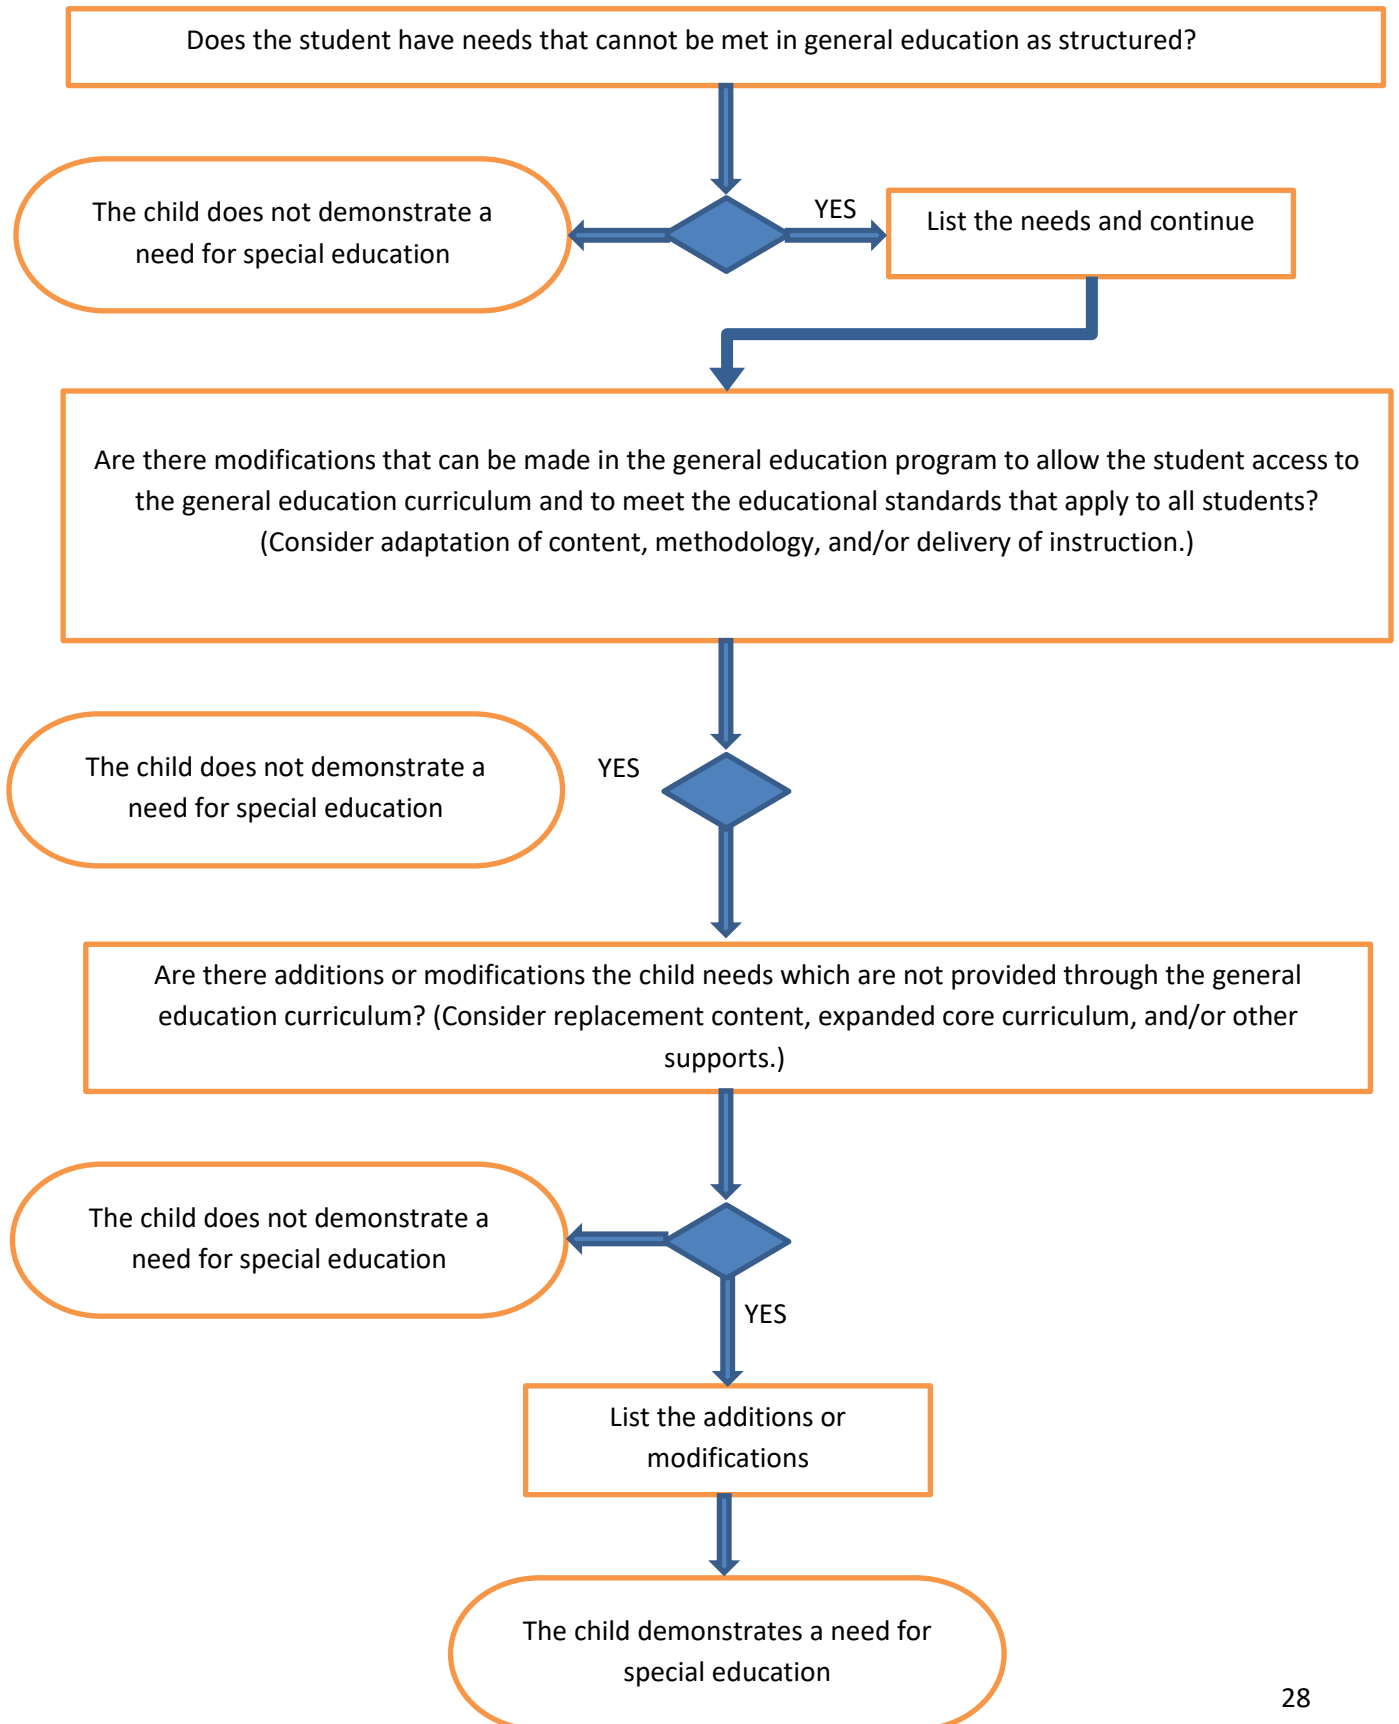 Does the student have needs that cannot be met in general education as structured?
The child does not demonstrate a
need for special education
YES
List the needs and continue
Are there modifications that can be made in the general education program to allow the student access to
the general education curriculum and to meet the educational standards that apply to all students?
(Consider adaptation of content, methodology, and/or delivery of instruction.)
The child does not demonstrate a
need for special education
YES
Are there additions or modifications the child needs which are not provided through the general
education curriculum? (Consider replacement content, expanded core curriculum, and/or other
supports.)
The child does not demonstrate a
need for special education
YES
List the additions or
modifications
The child demonstrates a need for
special education
28